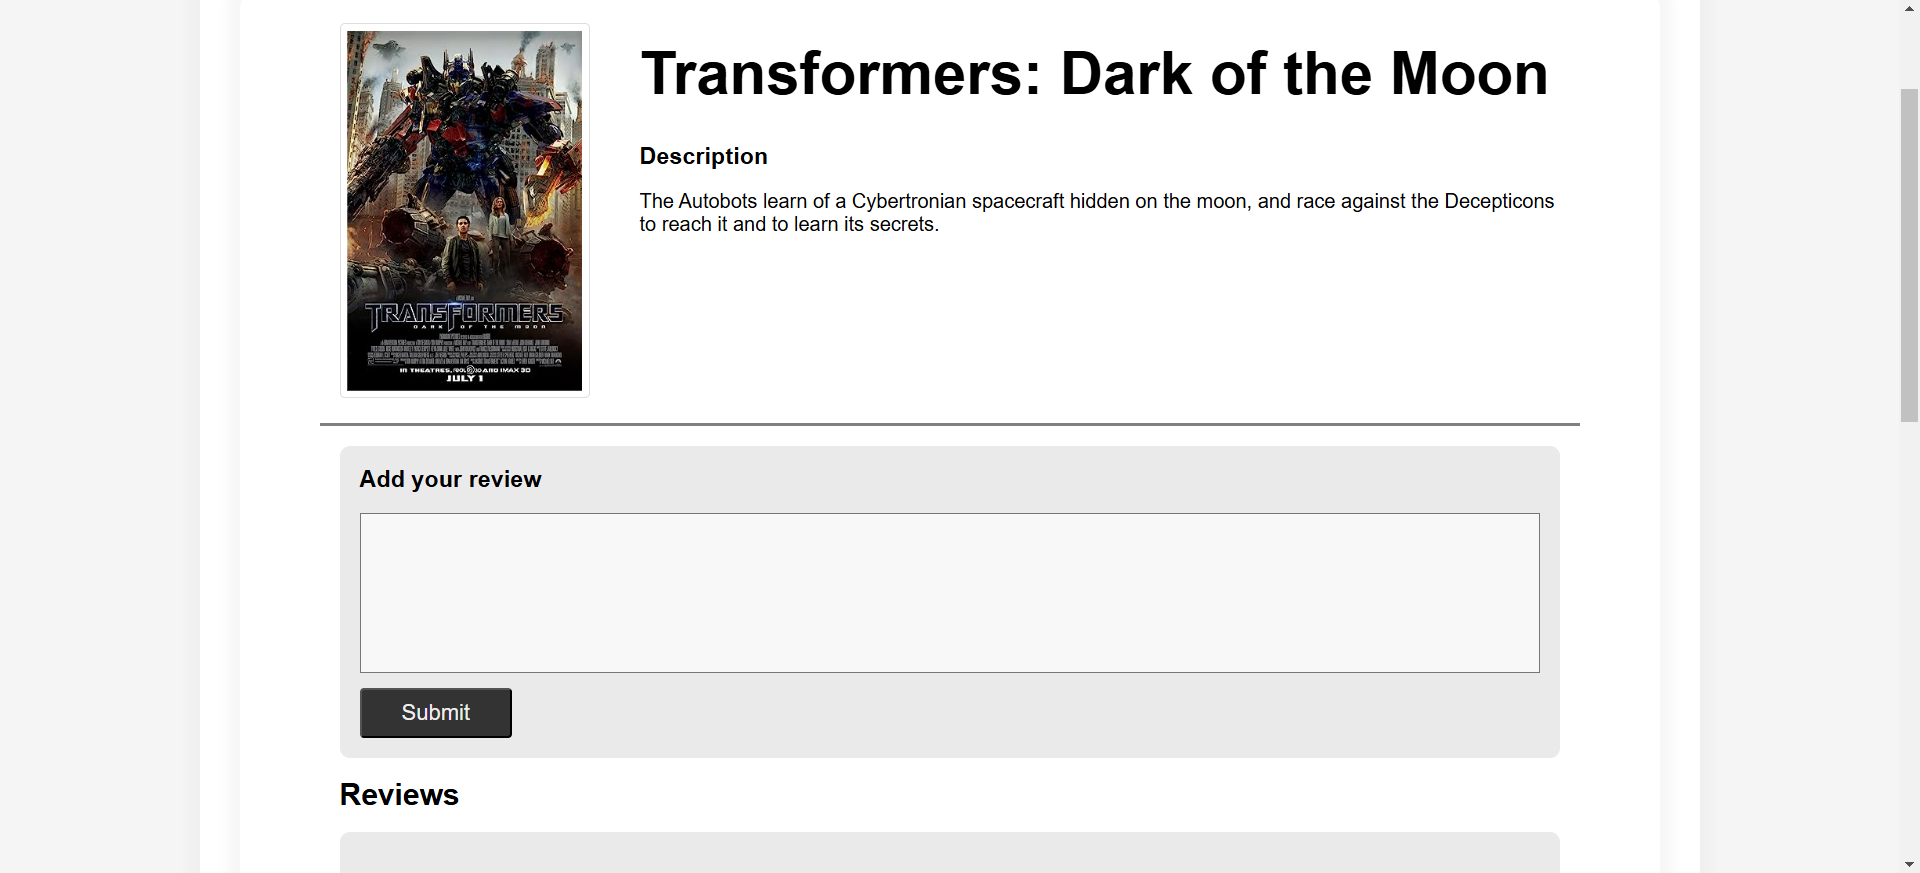 Transformers: Dark of the Moon
Description
The Autobots learn of a Cybertronian spacecraft hidden on the moon, and race against the Decepticons
to reach it and to learn its secrets.
TRANSFORMERS
DARK OF THE MOON
IN THEATRES, REAL D 3D AND IMAX 3D
JULY 1
Add your review
Submit
Reviews